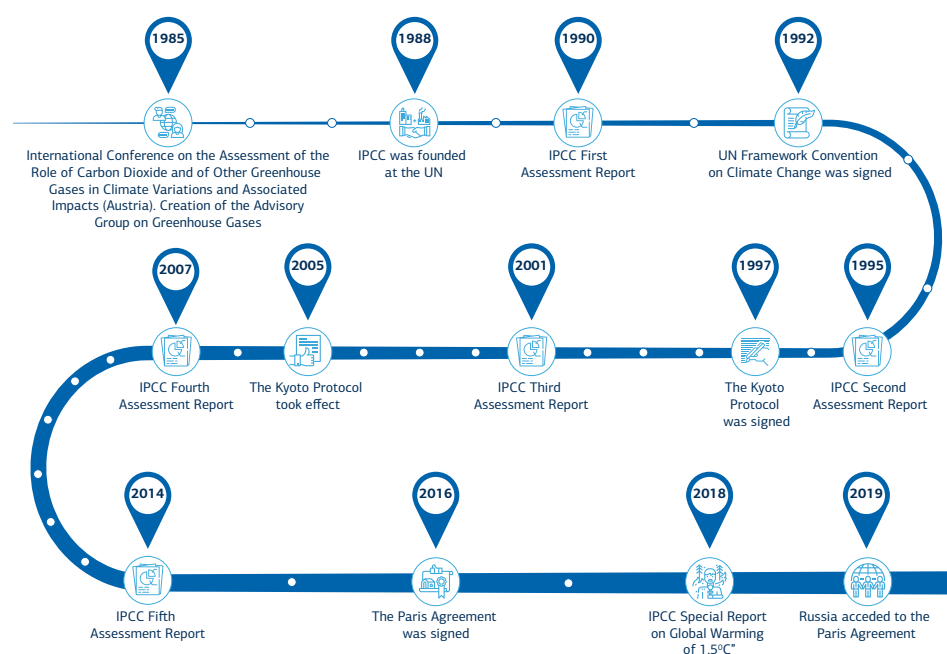 1985
International Conference on the Assessment of the
Role of Carbon Dioxide and of Other Greenhouse
Gases in Climate Variations and Associated
Impacts (Austria). Creation of the Advisory
Group on Greenhouse Gases
1988
IPCC was founded
at the UN
1990
IPCC First
Assessment Report
1992
UN Framework Convention
on Climate Change was signed
1995
IPCC Second
Assessment Report
1997
The Kyoto
Protocol
was signed
2001
IPCC Third
Assessment Report
2005
The Kyoto Protocol
took effect
2007
IPCC Fourth
Assessment Report
2014
IPCC Fifth
Assessment Report
2016
The Paris Agreement
was signed
2018
IPCC Special Report
on Global Warming
of 1.5ºC”
2019
Russia acceded to the
Paris Agreement